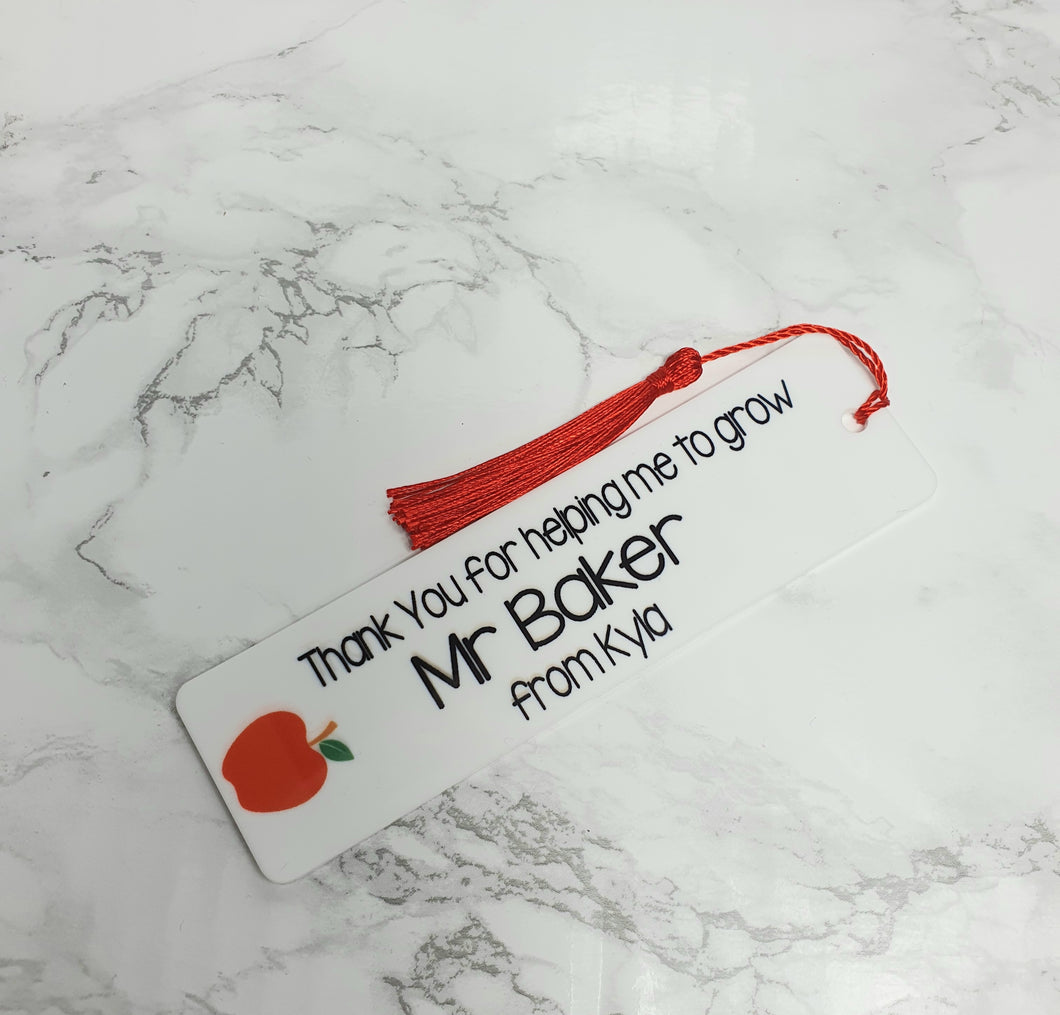 Thank You for helping me to grow
Mr Baker
from Kyla